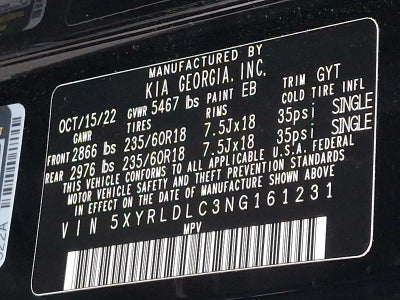 MANUFACTURED BY
KIA GEORGIA, INC.
OCT/15/22 GVWR 5467 lbs PAINT EB TRIM GYT
GAWR TIRES RIMS COLD TIRE INFL
FRONT 2866 lbs 235/60R18 7.5Jx18 35psi SINGLE
REAR 2976 lbs 235/60R18 7.5Jx18 35psi SINGLE
THIS VEHICLE CONFORMS TO ALL APPLICABLE U.S.A. FEDERAL
MOTOR VEHICLE SAFETY AND THEFT PREVENTION STANDARDS
IN EFFECT ON THE DATE OF MANUFACTURE SHOWN ABOVE
VIN 5XYRLDLC3NG161231
MPV